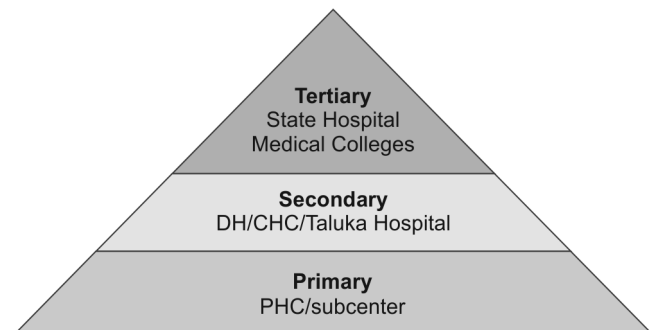 Tertiary
State Hospital
Medical Colleges
Secondary
DH/CHC/Taluka Hospital
Primary
PHC/subcenter